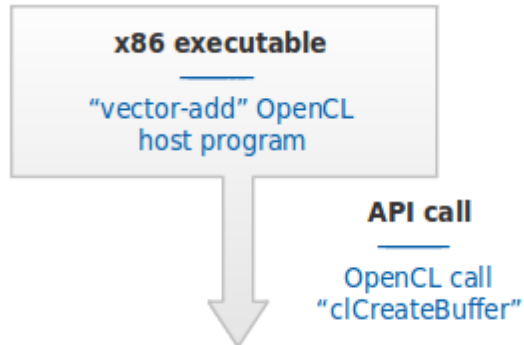 x86 executable
“vector-add” OpenCL
host program
API call
OpenCL call
“clCreateBuffer”